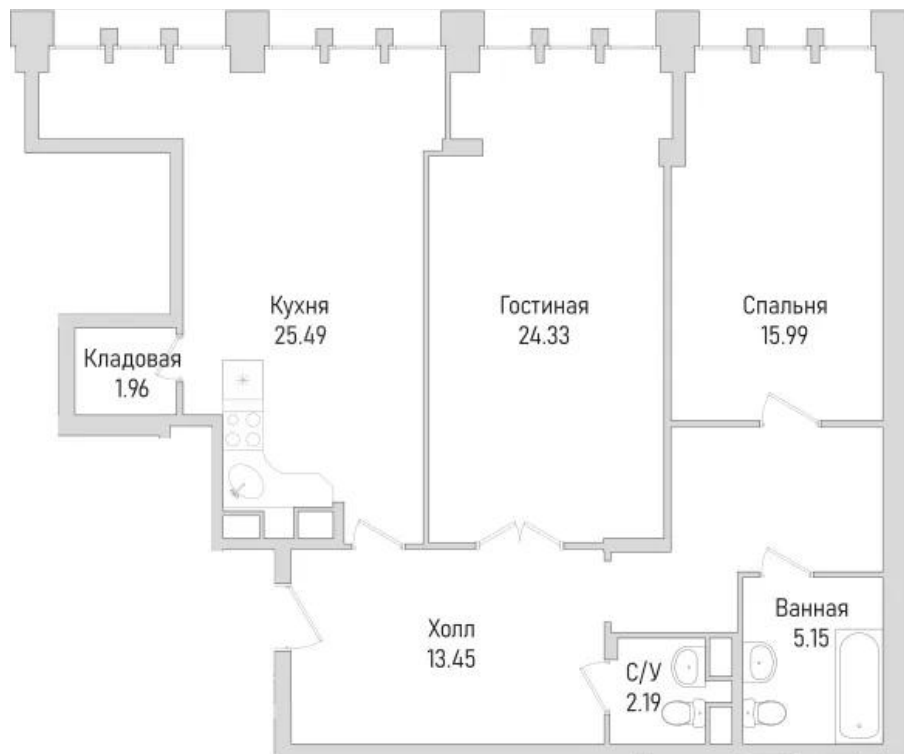 Кухня
25.49
Гостиная
24.33
Спальня
15.99
Кладовая
1.96
Холл
13.45
С/У
2.19
Ванная
5.15